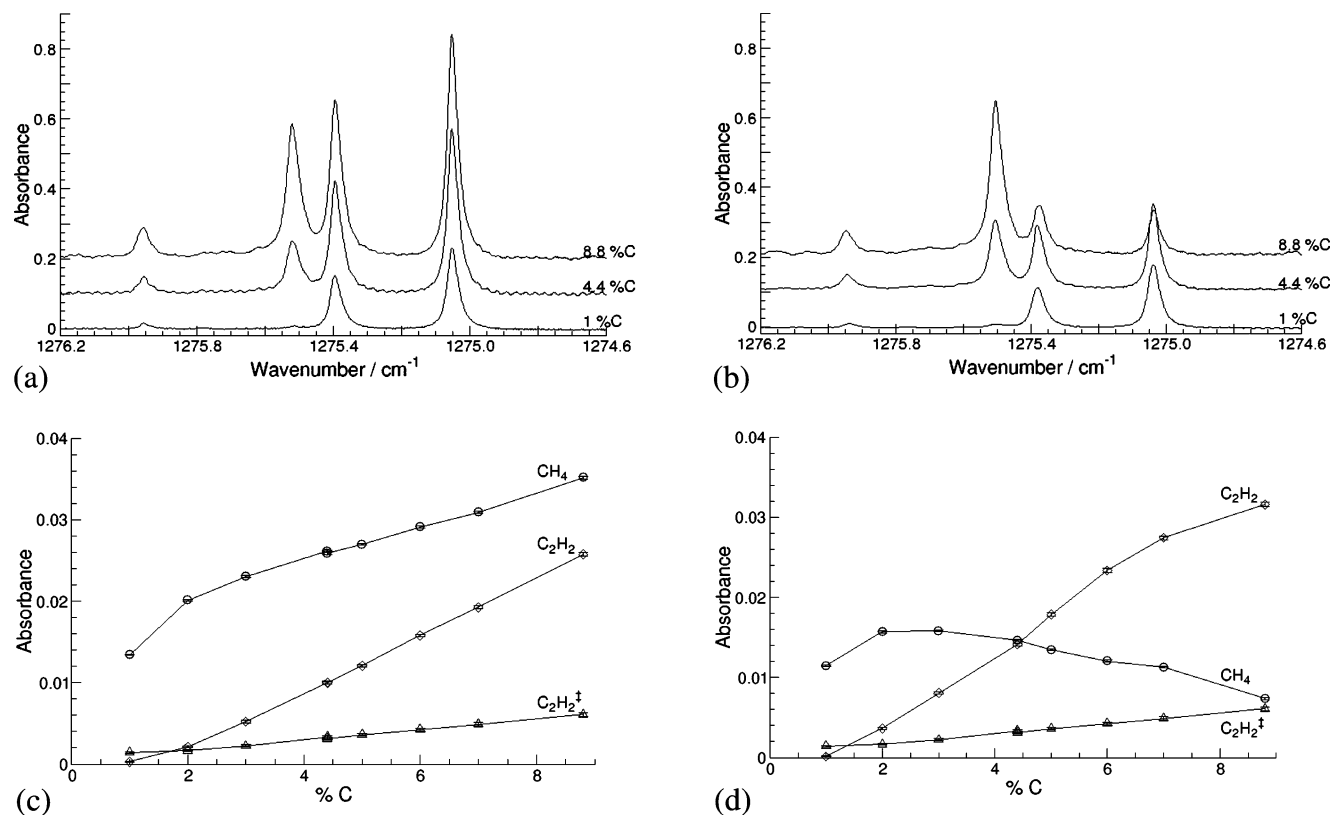 0.8
0.6
Absorbance
0.4
0.2
0
8.8 %C
4.4 %C
1 %C
1276.2 1275.8 1275.4 1275.0 1274.6
Wavenumber / cm⁻¹
(a)
0.8
0.6
Absorbance
0.4
0.2
0
8.8 %C
4.4 %C
1 %C
1276.2 1275.8 1275.4 1275.0 1274.6
Wavenumber / cm⁻¹
(b)
0.04
0.03
0.02
0.01
0
Absorbance
CH₄
C₂H₂
C₂H₂‡
0 2 4 6 8
% C
(c)
0.04
0.03
0.02
0.01
0
Absorbance
C₂H₂
CH₄
C₂H₂‡
0 2 4 6 8
% C
(d)